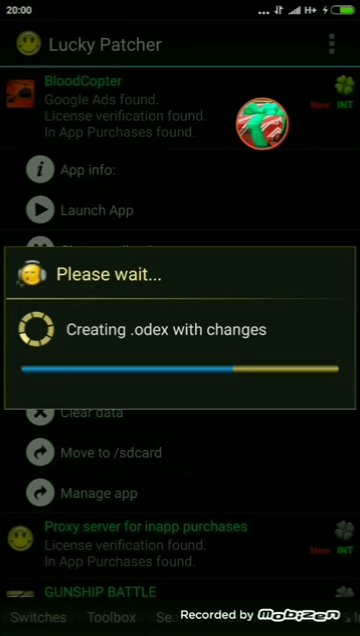 20:00
H+
Lucky Patcher
BloodCopter
Google Ads found.
License verification found.
In App Purchases found.
New INT
App info:
Launch App
Please wait...
Creating .odex with changes
Clear data
Move to /sdcard
Manage app
Proxy server for inapp purchases
License verification found.
In App Purchases found.
New INT
GUNSHIP BATTLE
Switches Toolbox
Recorded by Mobizen